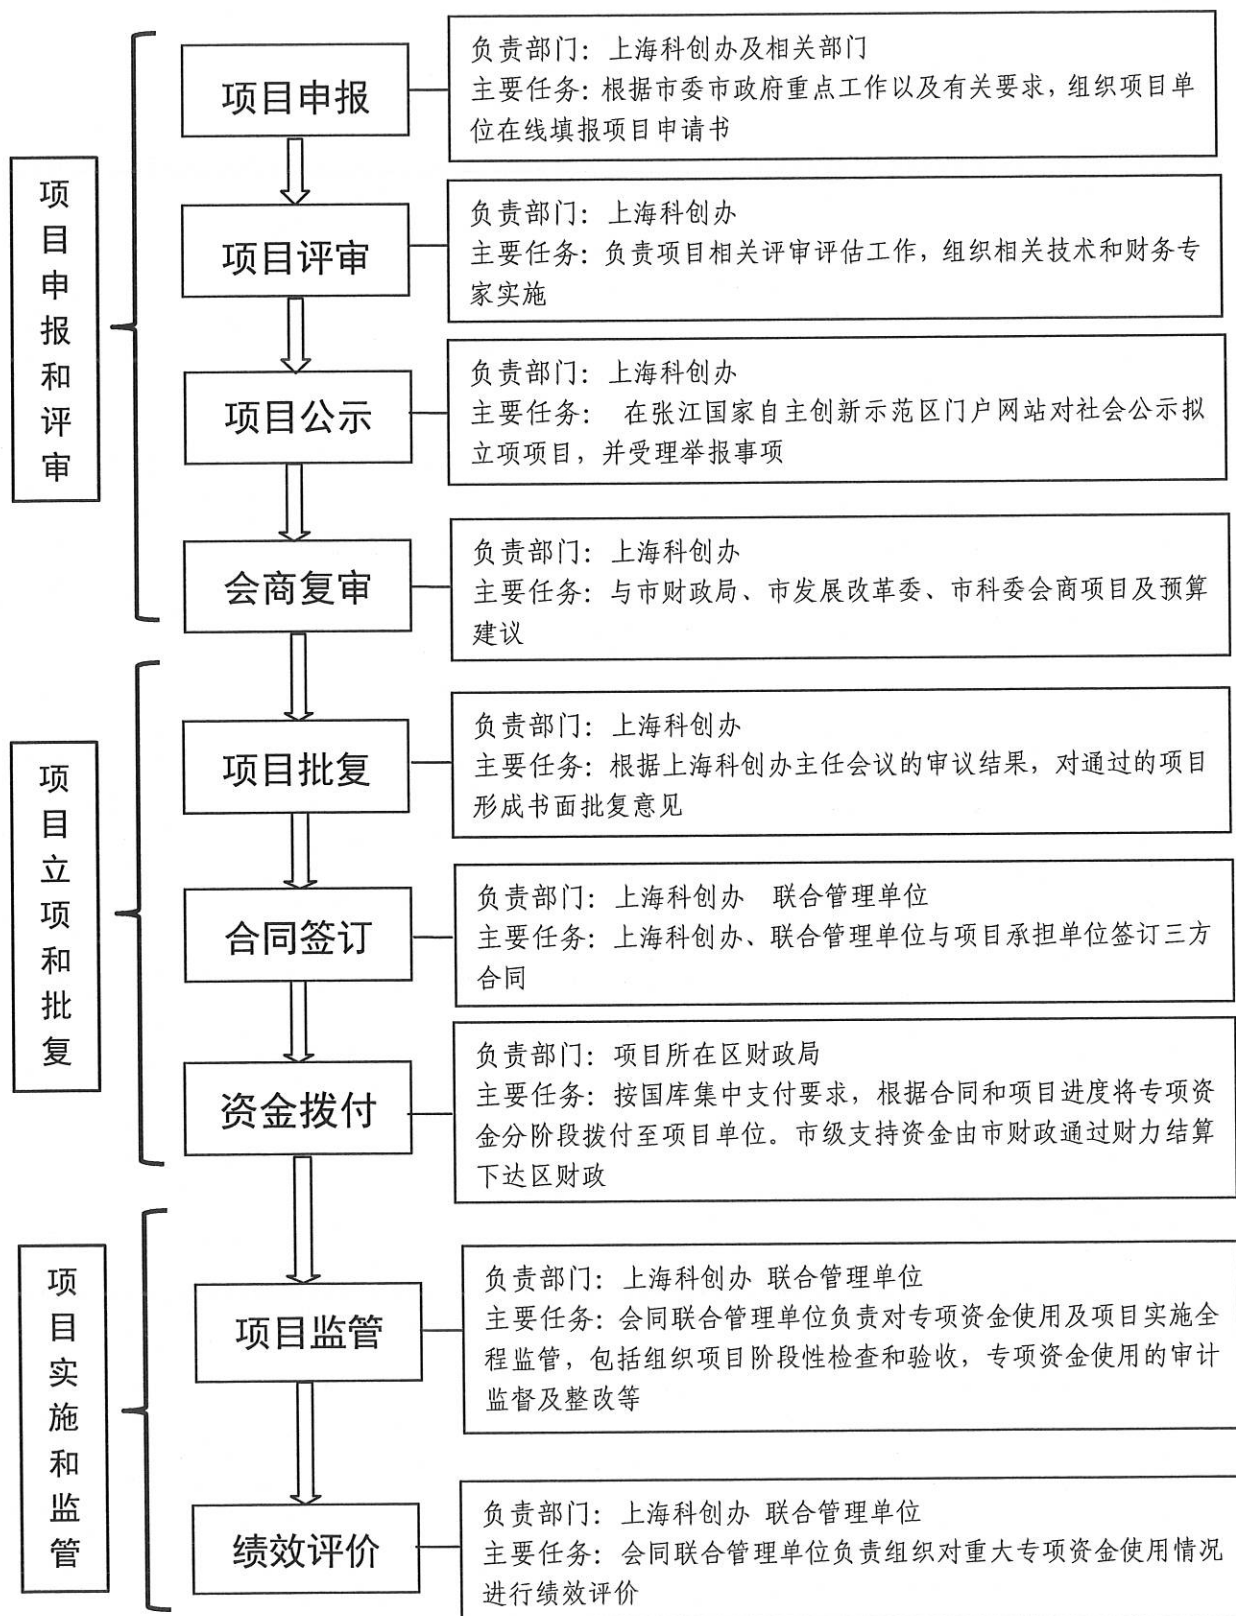 项目申报和评审
项目申报
负责部门：上海科创办及相关部门
主要任务：根据市委市政府重点工作以及有关要求，组织项目单
位在线填报项目申请书
项目评审
负责部门：上海科创办
主要任务：负责项目相关评审评估工作，组织相关技术和财务专
家实施
项目公示
负责部门：上海科创办
主要任务： 在张江国家自主创新示范区门户网站对社会公示拟
立项项目，并受理举报事项
会商复审
负责部门：上海科创办
主要任务：与市财政局、市发展改革委、市科委会商项目及预算
建议
项目立项和批复
项目批复
负责部门：上海科创办
主要任务：根据上海科创办主任会议的审议结果，对通过的项目
形成书面批复意见
合同签订
负责部门：上海科创办 联合管理单位
主要任务：上海科创办、联合管理单位与项目承担单位签订三方
合同
资金拨付
负责部门：项目所在区财政局
主要任务：按国库集中支付要求，根据合同和项目进度将专项资
金分阶段拨付至项目单位。市级支持资金由市财政通过财力结算
下达区财政
项目实施和监管
项目监管
负责部门：上海科创办 联合管理单位
主要任务：会同联合管理单位负责对专项资金使用及项目实施全
程监管，包括组织项目阶段性检查和验收，专项资金使用的审计
监督及整改等
绩效评价
负责部门：上海科创办 联合管理单位
主要任务：会同联合管理单位负责组织对重大专项资金使用情况
进行绩效评价